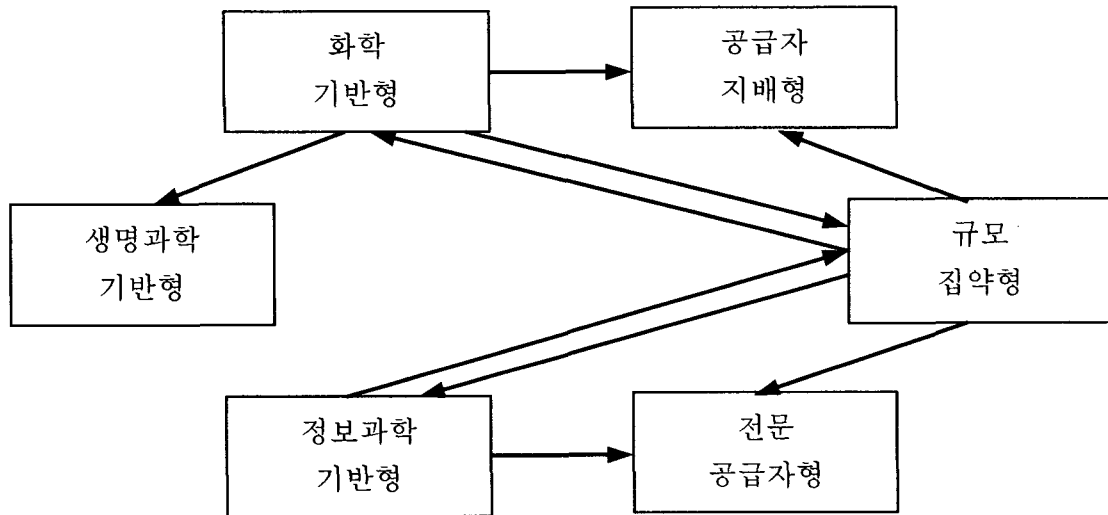 화학
기반형
공급자
지배형
생명과학
기반형
규모
집약형
정보과학
기반형
전문
공급자형